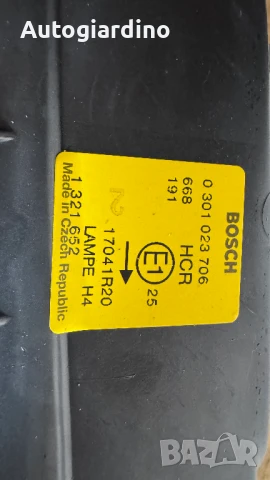 Autogiardino
BOSCH
0 301 023 706
668 HCR
191
E1 25
17041R20
LAMPE H4
1 321 652
Made in Czech Republic
bazar.bg